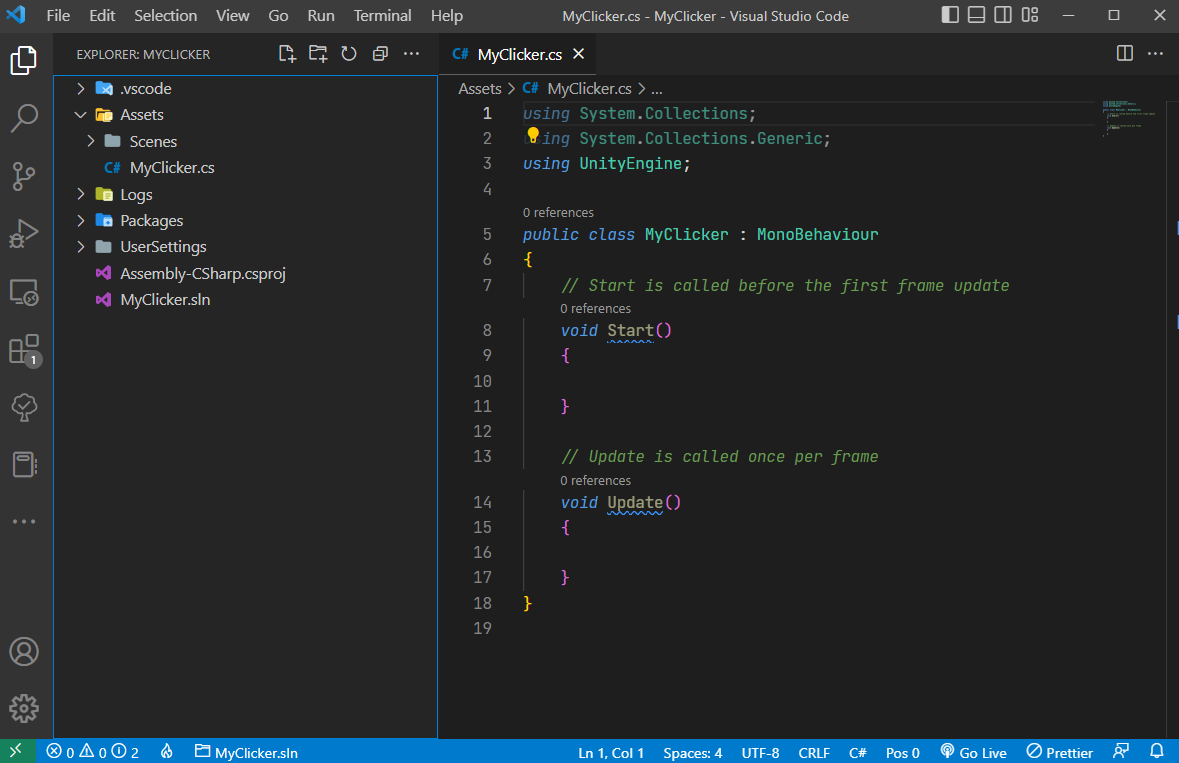 File Edit Selection View Go Run Terminal Help MyClicker.cs - MyClicker - Visual Studio Code
EXPLORER: MYCLICKER
.vscode
Assets
Scenes
C# MyClicker.cs
Logs
Packages
UserSettings
Assembly-CSharp.csproj
MyClicker.sln
1
C# MyClicker.cs
Assets > C# MyClicker.cs > ...
1 using System.Collections;
2 using System.Collections.Generic;
3 using UnityEngine;
4
0 references
5 public class MyClicker : MonoBehaviour
6 {
7 // Start is called before the first frame update
0 references
8 void Start()
9 {
10
11 }
12
13 // Update is called once per frame
0 references
14 void Update()
15 {
16
17 }
18 }
19
0 0 2 MyClicker.sln Ln 1, Col 1 Spaces: 4 UTF-8 CRLF C# Pos 0 Go Live Prettier